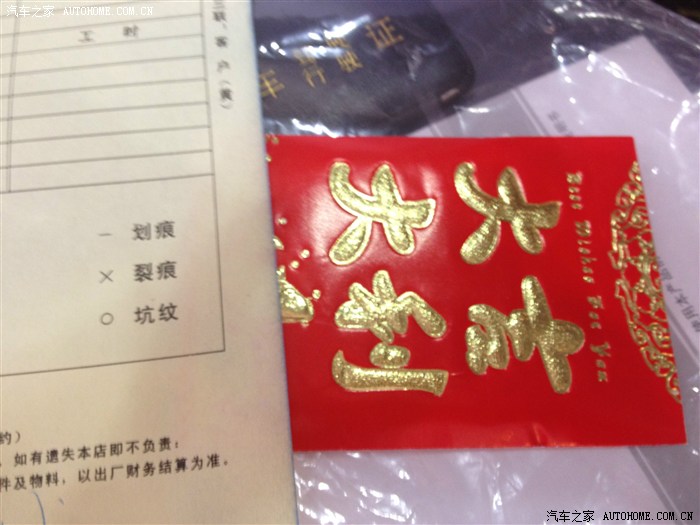 汽车之家 AUTOHOME.COM.CN
工 时
三联、客 户（黄）
— 划痕
× 裂痕
○ 坑纹
约）
，如有遗失本店即不负责；
件及物料，以出厂财务结算为准。
行驶证
大吉
大利
Best Wishes For You
汽车之家 AUTOHOME.COM.CN